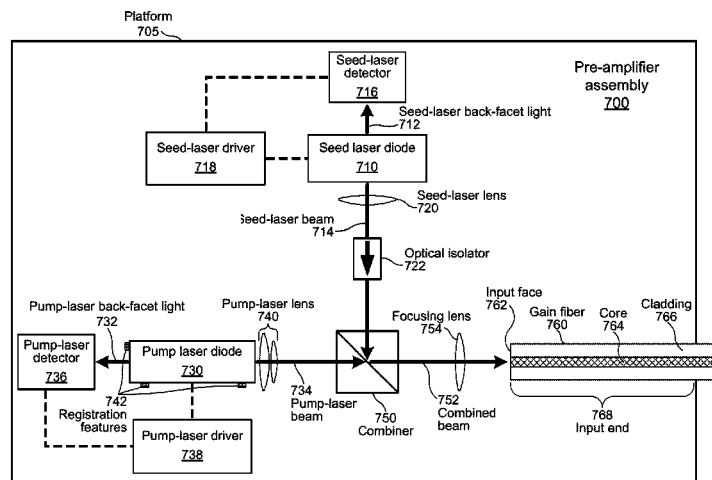 Platform
705
Pre-amplifier
assembly
700
Seed-laser
detector
716
Seed-laser back-facet light
712
Seed-laser driver
718
Seed laser diode
710
Seed-laser lens
720
Seed-laser beam
714
Optical isolator
722
Pump-laser back-facet light
732
Pump-laser lens
740
Focusing lens
754
Input face
762
Gain fiber
760
Core
764
Cladding
766
Pump-laser
detector
736
Pump laser diode
730
742
Registration
features
734
Pump-laser
beam
750
Combiner
752
Combined
beam
768
Input end
Pump-laser driver
738